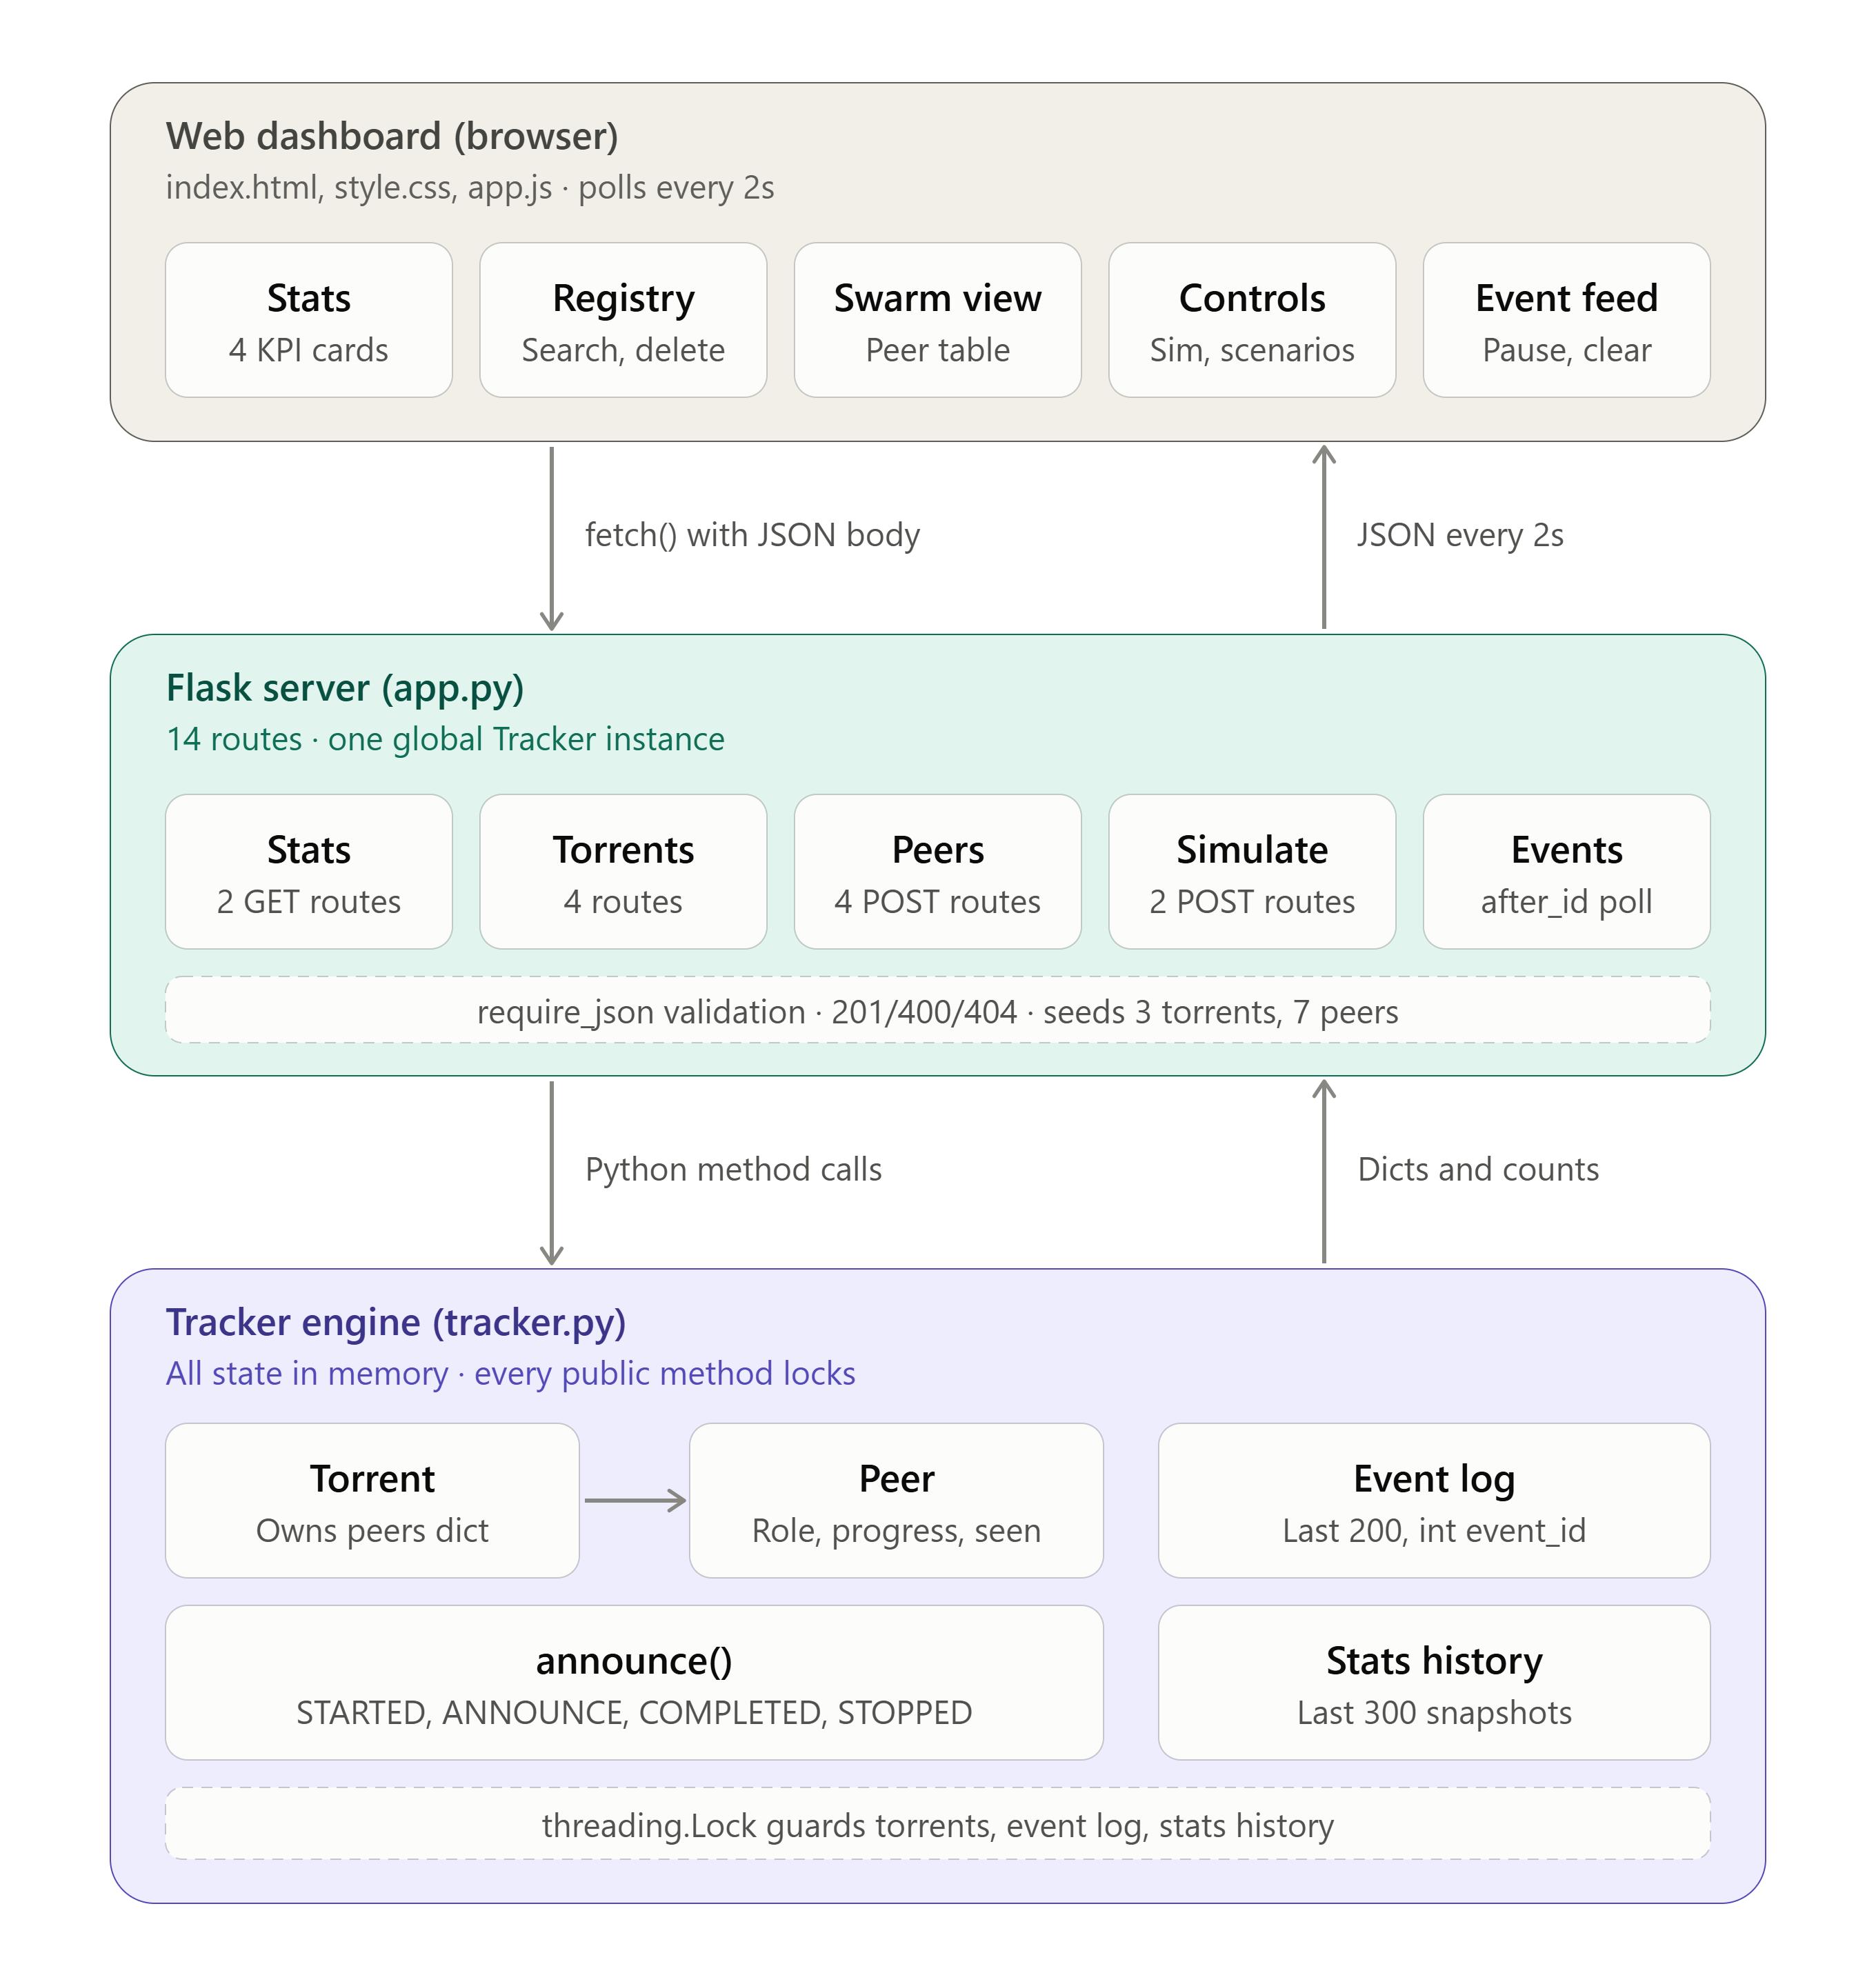 Web dashboard (browser)
index.html, style.css, app.js · polls every 2s
Stats
4 KPI cards
Registry
Search, delete
Swarm view
Peer table
Controls
Sim, scenarios
Event feed
Pause, clear
fetch() with JSON body
JSON every 2s
Flask server (app.py)
14 routes · one global Tracker instance
Stats
2 GET routes
Torrents
4 routes
Peers
4 POST routes
Simulate
2 POST routes
Events
after_id poll
require_json validation · 201/400/404 · seeds 3 torrents, 7 peers
Python method calls
Dicts and counts
Tracker engine (tracker.py)
All state in memory · every public method locks
Torrent
Owns peers dict
Peer
Role, progress, seen
Event log
Last 200, int event_id
announce()
STARTED, ANNOUNCE, COMPLETED, STOPPED
Stats history
Last 300 snapshots
threading.Lock guards torrents, event log, stats history